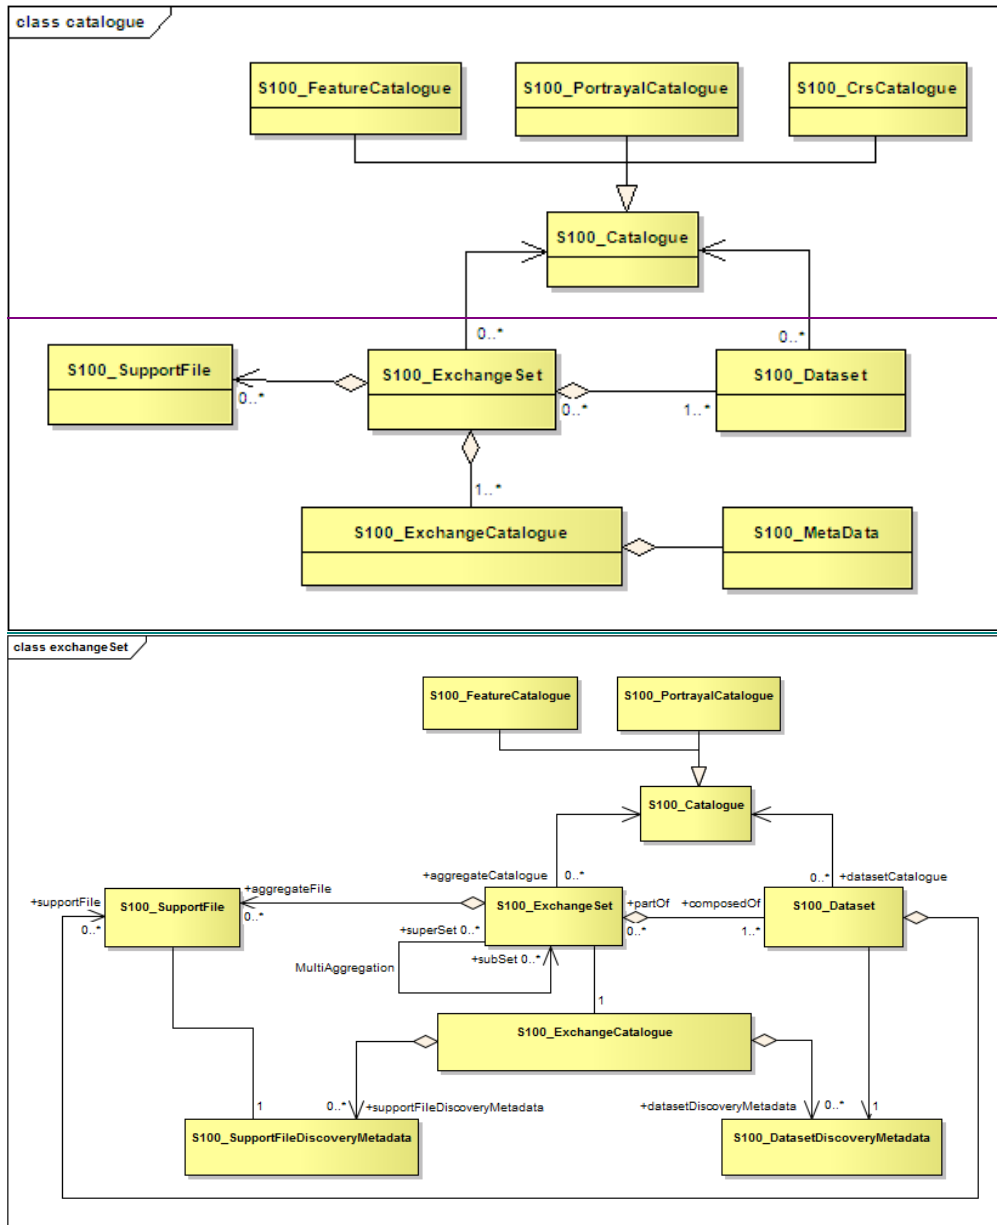 class catalogue
S100_FeatureCatalogue
S100_PortrayalCatalogue
S100_CrsCatalogue
S100_Catalogue
0..*
0..*
S100_SupportFile
0..*
S100_ExchangeSet
0..*
1..*
S100_Dataset
1..*
S100_ExchangeCatalogue
S100_MetaData
class exchangeSet
S100_FeatureCatalogue
S100_PortrayalCatalogue
S100_Catalogue
+aggregateCatalogue
0..*
0..*
+datasetCatalogue
+supportFile
0..*
S100_SupportFile
+aggregateFile
0..*
S100_ExchangeSet
+partOf
0..*
+composedOf
1..*
S100_Dataset
+superSet 0..*
+subSet 0..*
MultiAggregation
1
S100_ExchangeCatalogue
1
0..*
+supportFileDiscoveryMetadata
+datasetDiscoveryMetadata
0..*
1
S100_SupportFileDiscoveryMetadata
S100_DatasetDiscoveryMetadata